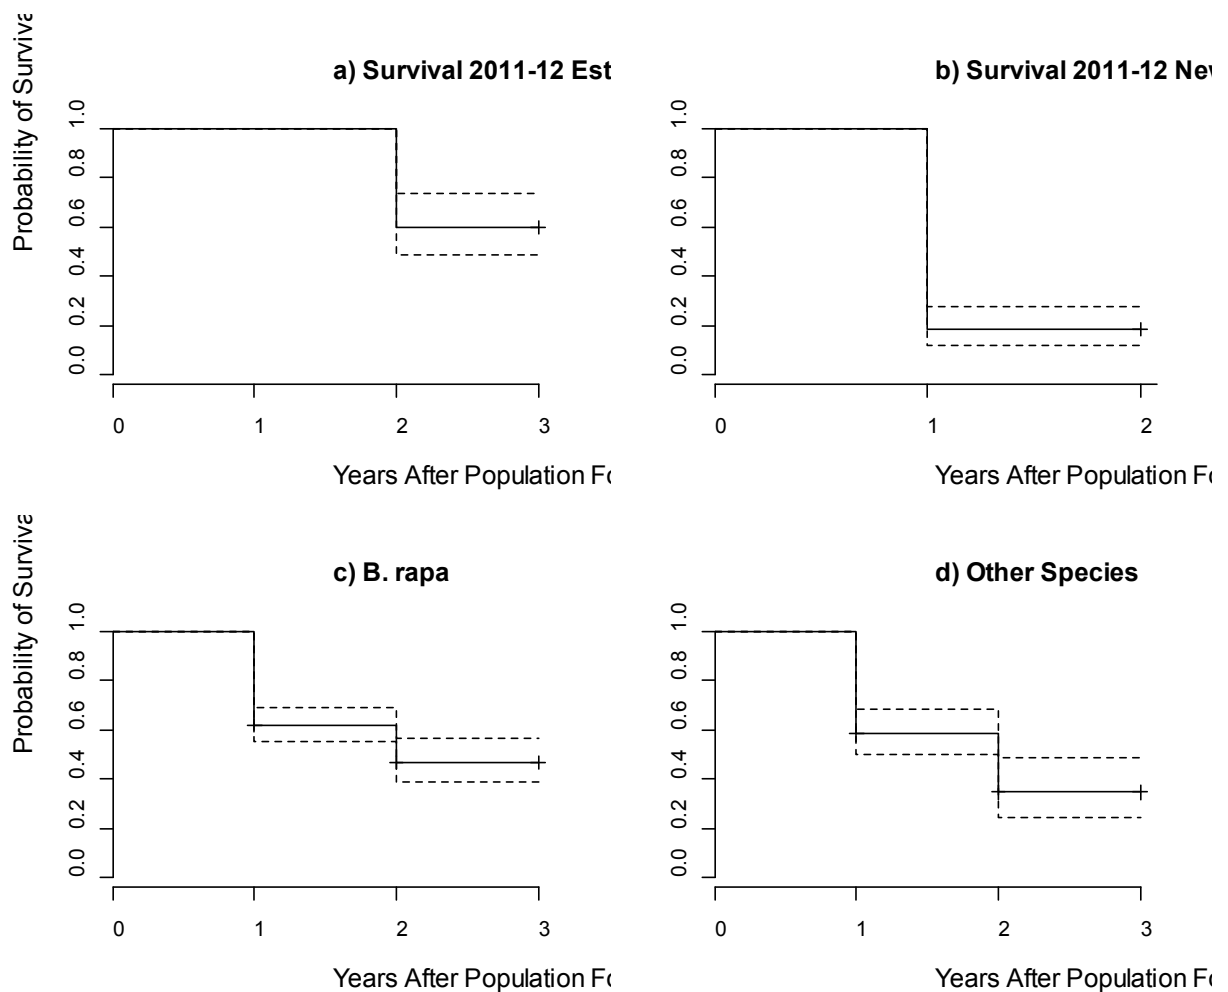 a) Survival 2011-12 Est
Probability of Surviva
1.0
0.8
0.6
0.4
0.2
0.0
0 1 2 3
Years After Population Fo
b) Survival 2011-12 New
1.0
0.8
0.6
0.4
0.2
0.0
0 1 2
Years After Population Fo
c) B. rapa
Probability of Surviva
1.0
0.8
0.6
0.4
0.2
0.0
0 1 2 3
Years After Population Fo
d) Other Species
1.0
0.8
0.6
0.4
0.2
0.0
0 1 2 3
Years After Population Fo